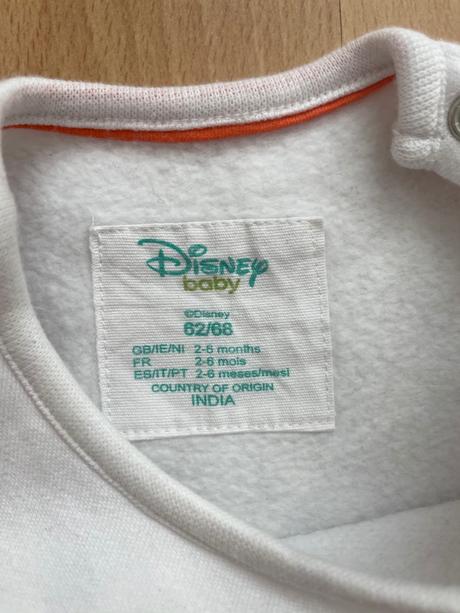 Disney
baby
©Disney
62/68
GB/IE/NI 2-6 months
FR 2-6 mois
ES/IT/PT 2-6 meses/mesi
COUNTRY OF ORIGIN
INDIA